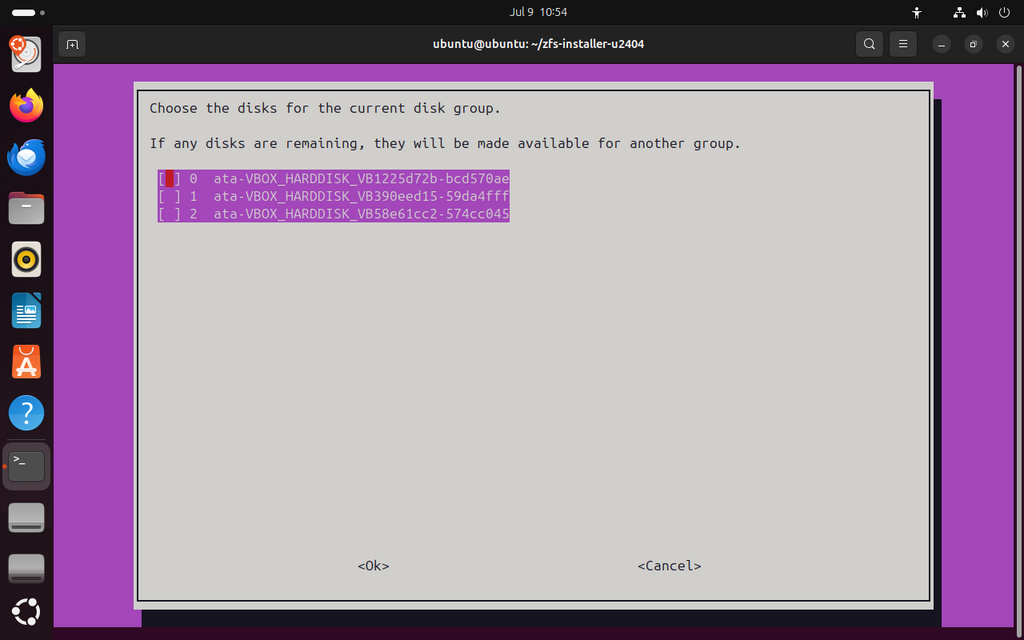 Jul 9 10:54
ubuntu@ubuntu: ~/zfs-installer-u2404
Choose the disks for the current disk group.
If any disks are remaining, they will be made available for another group.
[ ] 0 ata-VBOX_HARDDISK_VB1225d72b-bcd570ae
[ ] 1 ata-VBOX_HARDDISK_VB390eed15-59da4fff
[ ] 2 ata-VBOX_HARDDISK_VB58e61cc2-574cc045
<Ok> <Cancel>